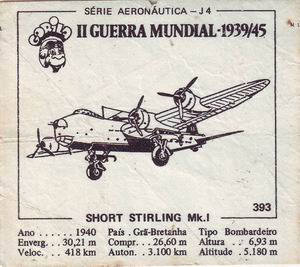 SÉRIE AERONÁUTICA - J4
II GUERRA MUNDIAL-1939/45
393
SHORT STIRLING Mk.I
Ano ...... 1940 País . Grã-Bretanha Tipo Bombardeiro
Enverg. . 30,21 m Compr. .. 26,60 m Altura .. 6,93 m
Veloc. .. 418 km Auton. 3.100 km Altitude . 5.180 m